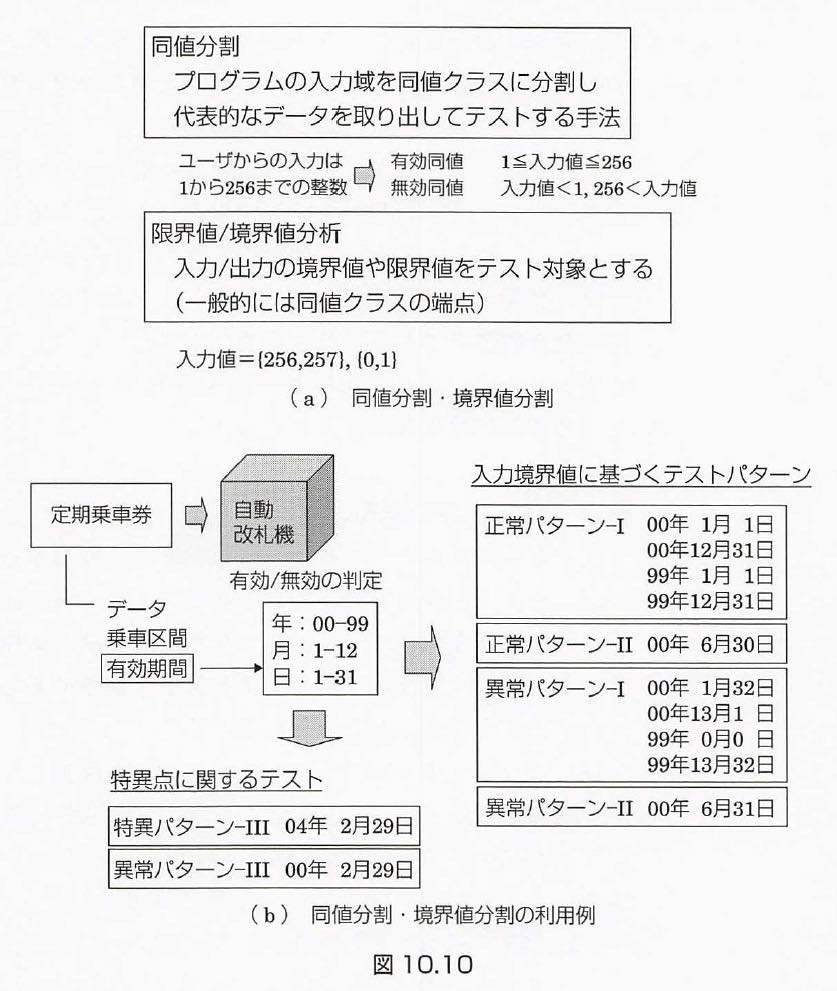 同値分割
プログラムの入力域を同値クラスに分割し
代表的なデータを取り出してテストする手法
ユーザからの入力は
1から256までの整数
有効同値 1≦入力値≦256
無効同値 入力値<1, 256<入力値
限界値/境界値分析
入力/出力の境界値や限界値をテスト対象とする
(一般的には同値クラスの端点)
入力値={256,257}, {0,1}
(a) 同値分割・境界値分割
定期乗車券
自動
改札機
有効/無効の判定
データ
乗車区間
有効期間
年:00-99
月:1-12
日:1-31
入力境界値に基づくテストパターン
正常パターン-I 00年 1月 1日
00年12月31日
99年 1月 1日
99年12月31日
正常パターン-II 00年 6月30日
異常パターン-I 00年 1月32日
00年13月1 日
99年 0月0 日
99年13月32日
異常パターン-II 00年 6月31日
特異点に関するテスト
特異パターン-III 04年 2月29日
異常パターン-III 00年 2月29日
(b) 同値分割・境界値分割の利用例
図 10.10